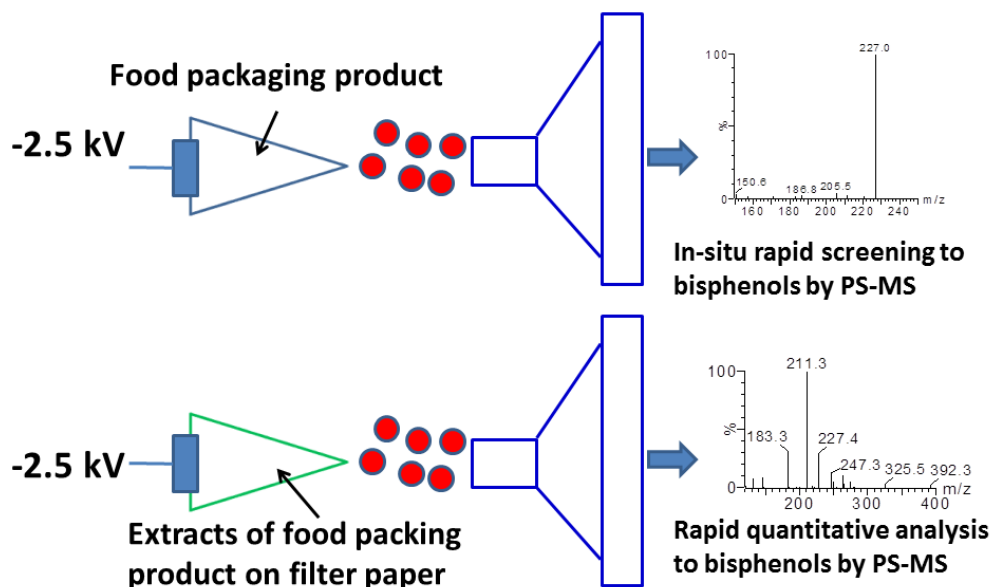 Food packaging product
-2.5 kV
100
%
0
227.0
150.6
186.8
205.5
160
180
200
220
240
m/z
In-situ rapid screening to
bisphenols by PS-MS
-2.5 kV
Extracts of food packing
product on filter paper
100
%
0
211.3
183.3
227.4
247.3
325.5
392.3
200
300
400
m/z
Rapid quantitative analysis
to bisphenols by PS-MS